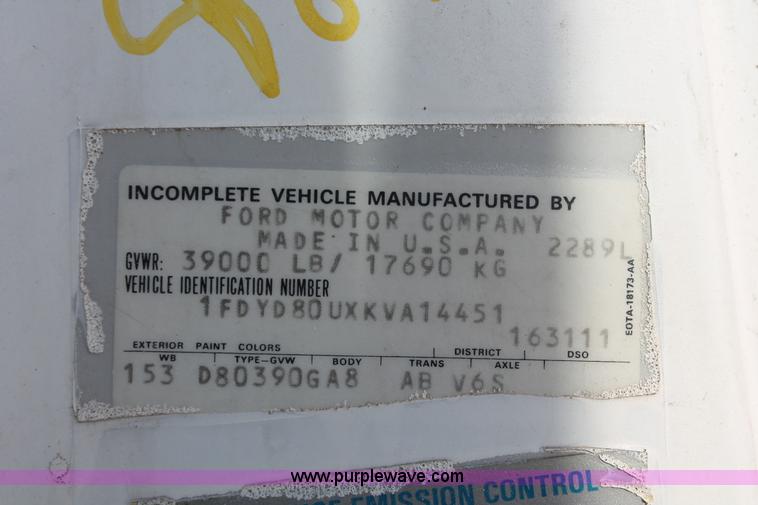 INCOMPLETE VEHICLE MANUFACTURED BY
FORD MOTOR COMPANY
MADE IN U.S.A. 2289L
GVWR: 39000 LB/ 17690 KG
VEHICLE IDENTIFICATION NUMBER
1FDYD80UXKVA14451
163111
EXTERIOR PAINT COLORS DISTRICT DSO
WB TYPE-GVW BODY TRANS AXLE
153 D80390GA8 AB V6S
EOTA-18173-AA
www.purplewave.com
EMISSION CONTROL